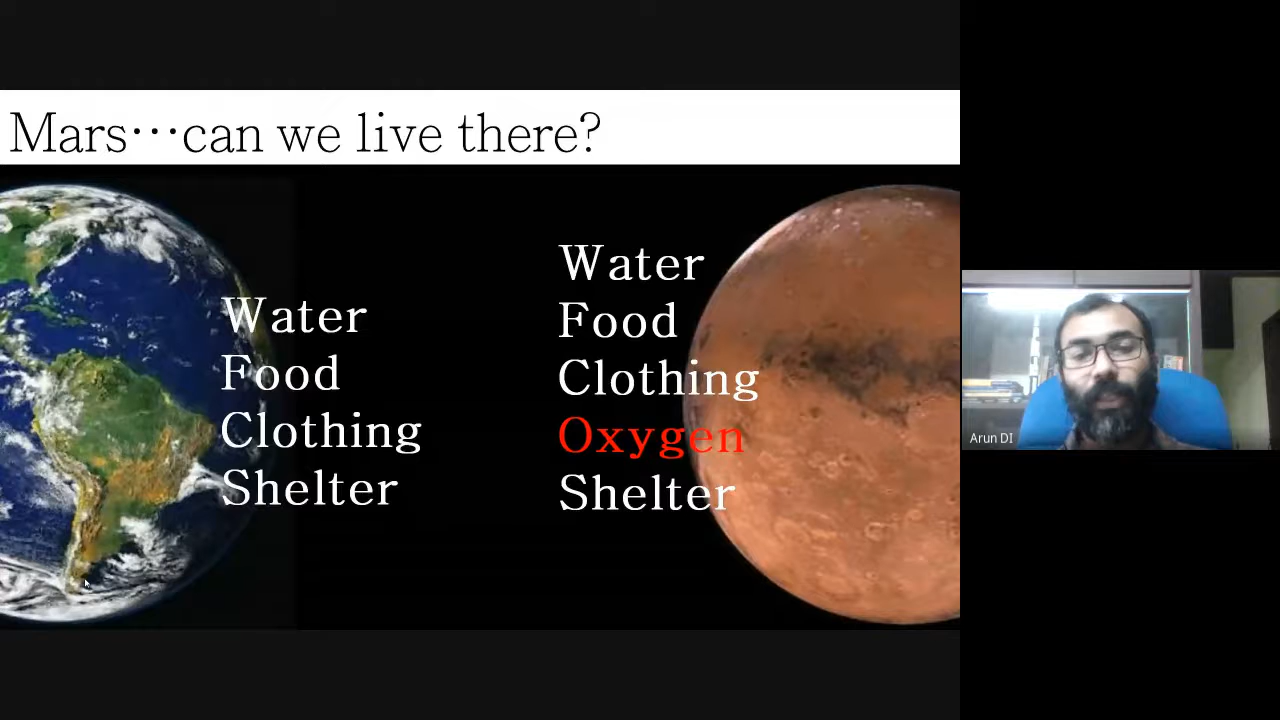 Mars···can we live there?
Water
Food
Clothing
Shelter
Water
Food
Clothing
Oxygen
Shelter
Arun DI